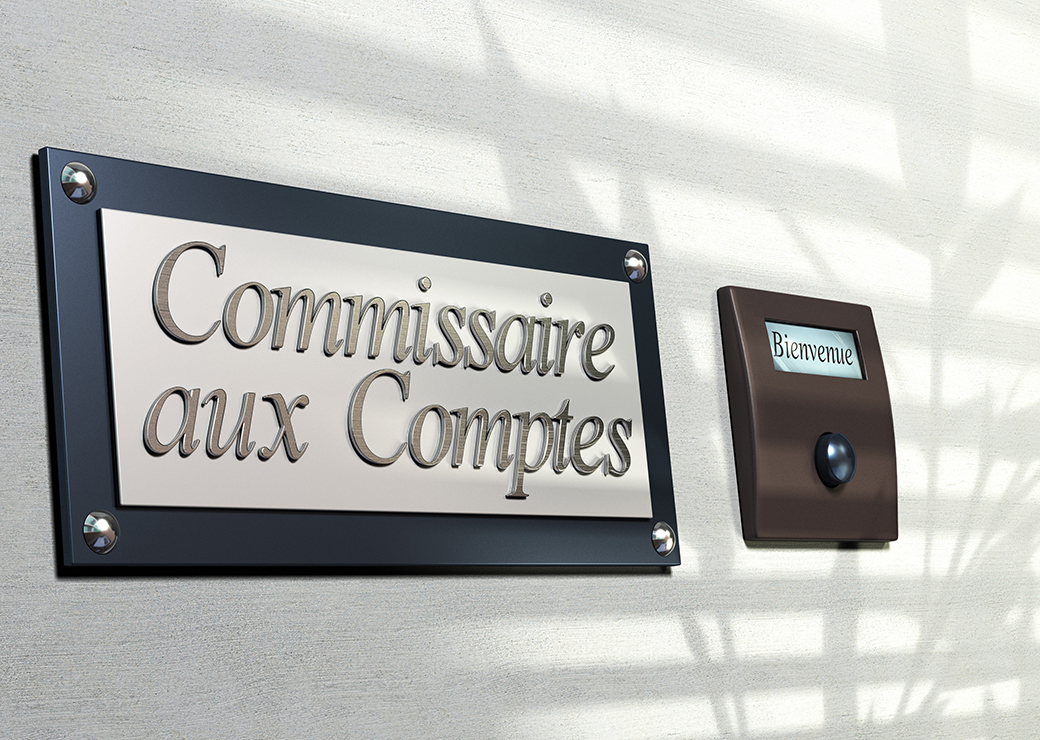 Commissaire
aux Comptes
Bienvenue